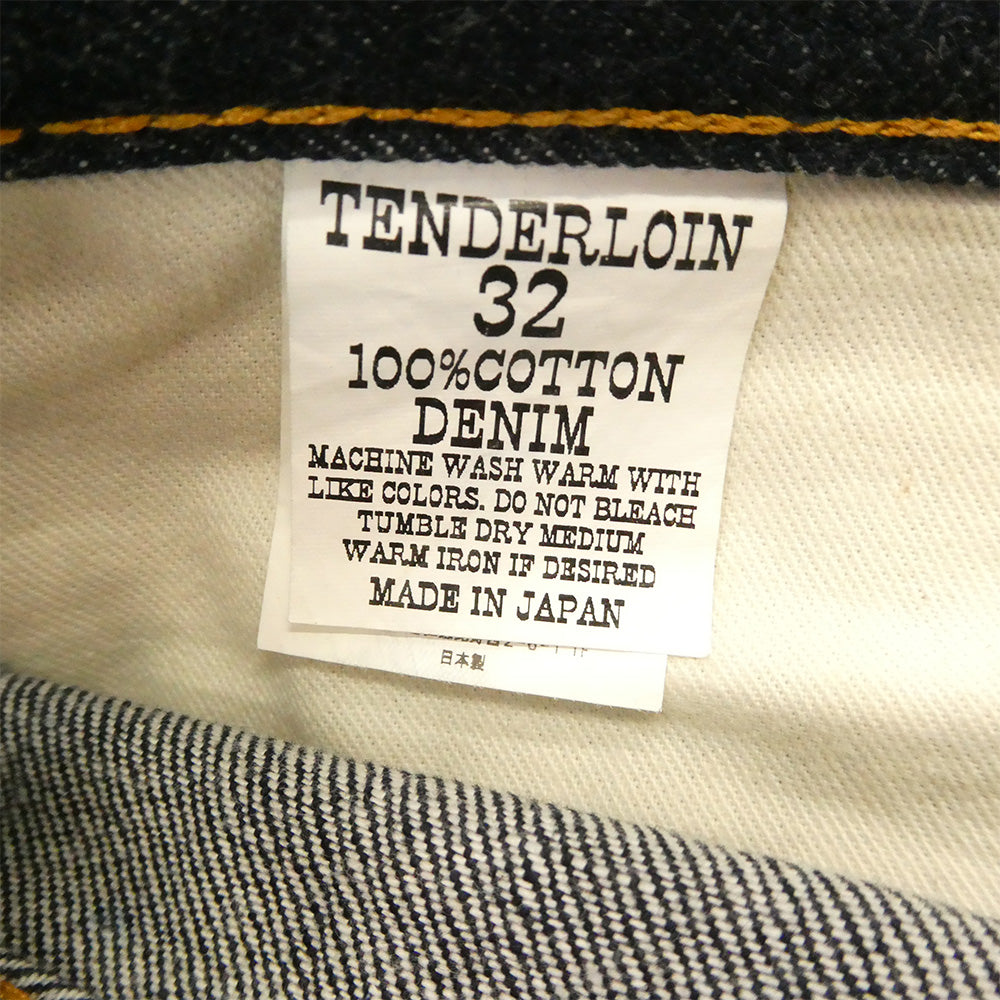 TENDERLOIN
32
100%COTTON
DENIM
MACHINE WASH WARM WITH
LIKE COLORS. DO NOT BLEACH
TUMBLE DRY MEDIUM
WARM IRON IF DESIRED
MADE IN JAPAN
日本製